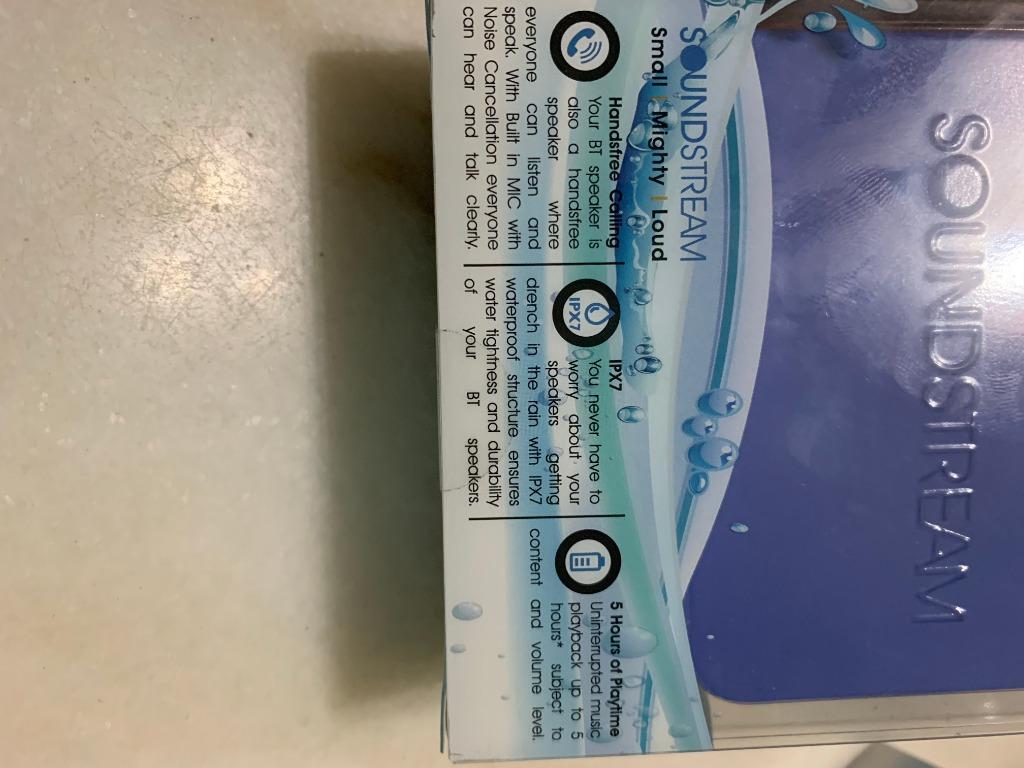 SOUNDSTREAM
SOUNDSTREAM
Small | Mighty | Loud
Handsfree Calling
Your BT speaker is
also a handsfree
speaker where
everyone can listen and
speak. With Built in MIC with
Noise Cancellation everyone
can hear and talk clearly.
IPX7
IPX7
You never have to
worry about your
speakers getting
drench in the rain with IPX7
waterproof structure ensures
water tightness and durability
of your BT speakers.
5 Hours of Playtime
Uninterrupted music
playback up to 5
hours* subject to
content and volume level.